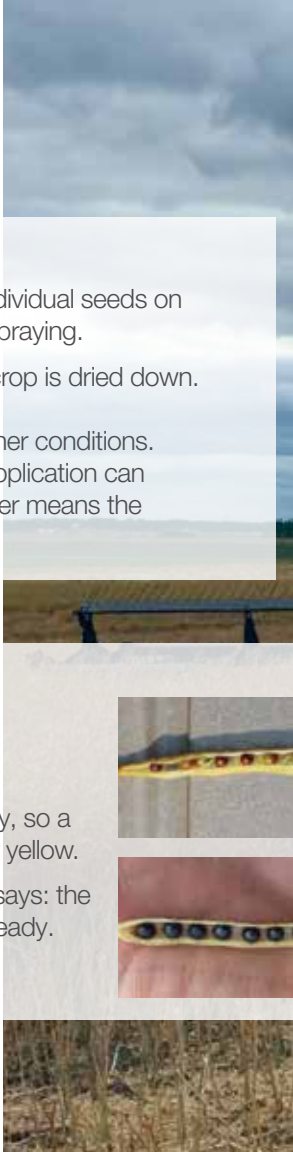 dividual seeds on
praying.
crop is dried down.
her conditions.
pplication can
er means the
y, so a
yellow.
says: the
eady.